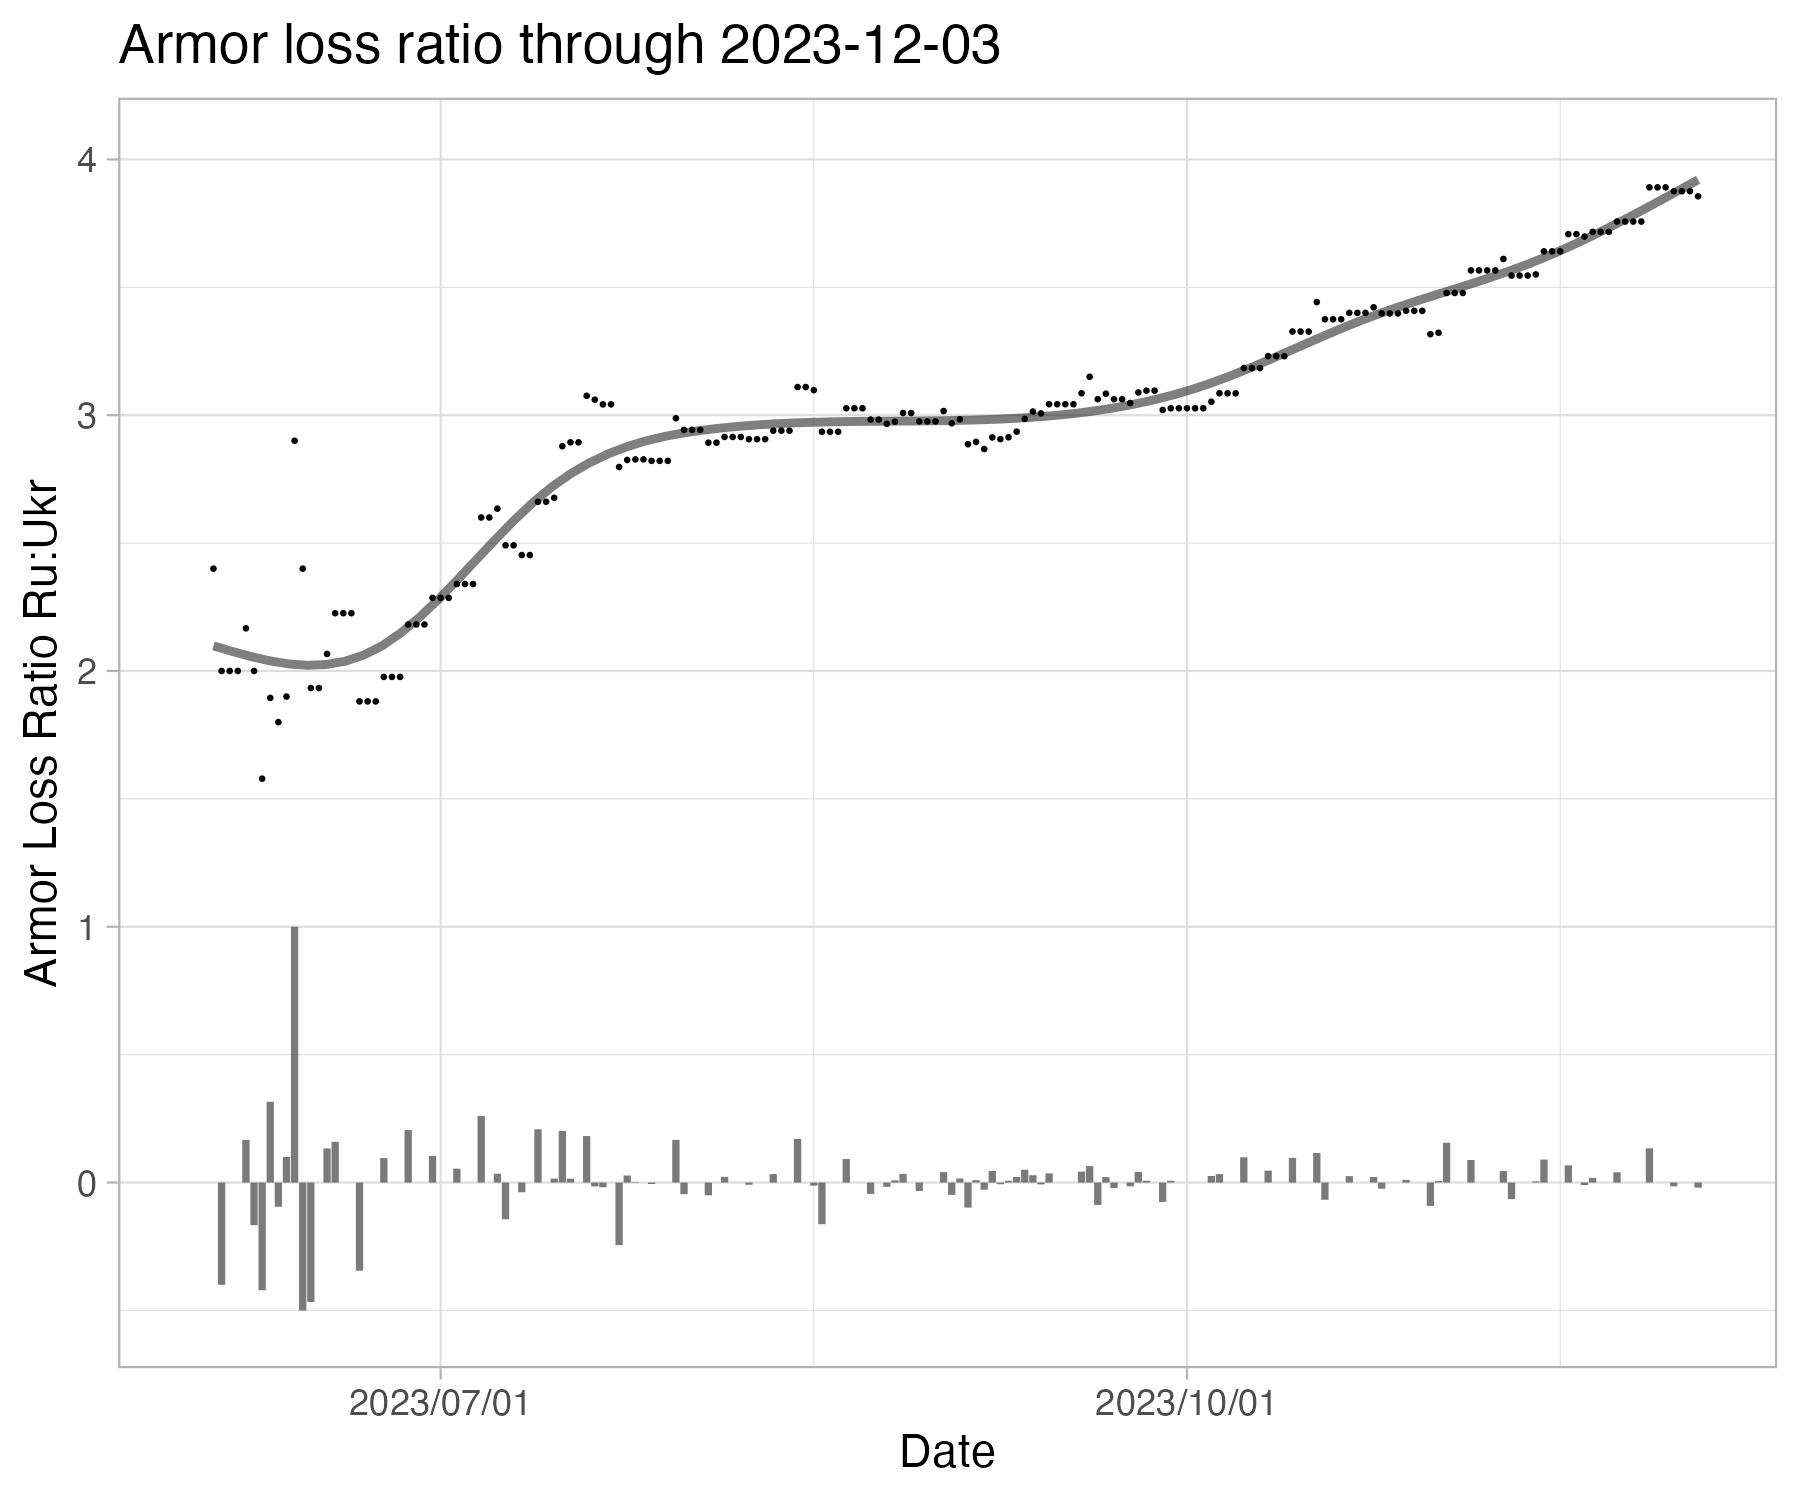 Armor loss ratio through 2023-12-03
Armor Loss Ratio Ru:Ukr
4
3
2
1
0
2023/07/01
2023/10/01
Date